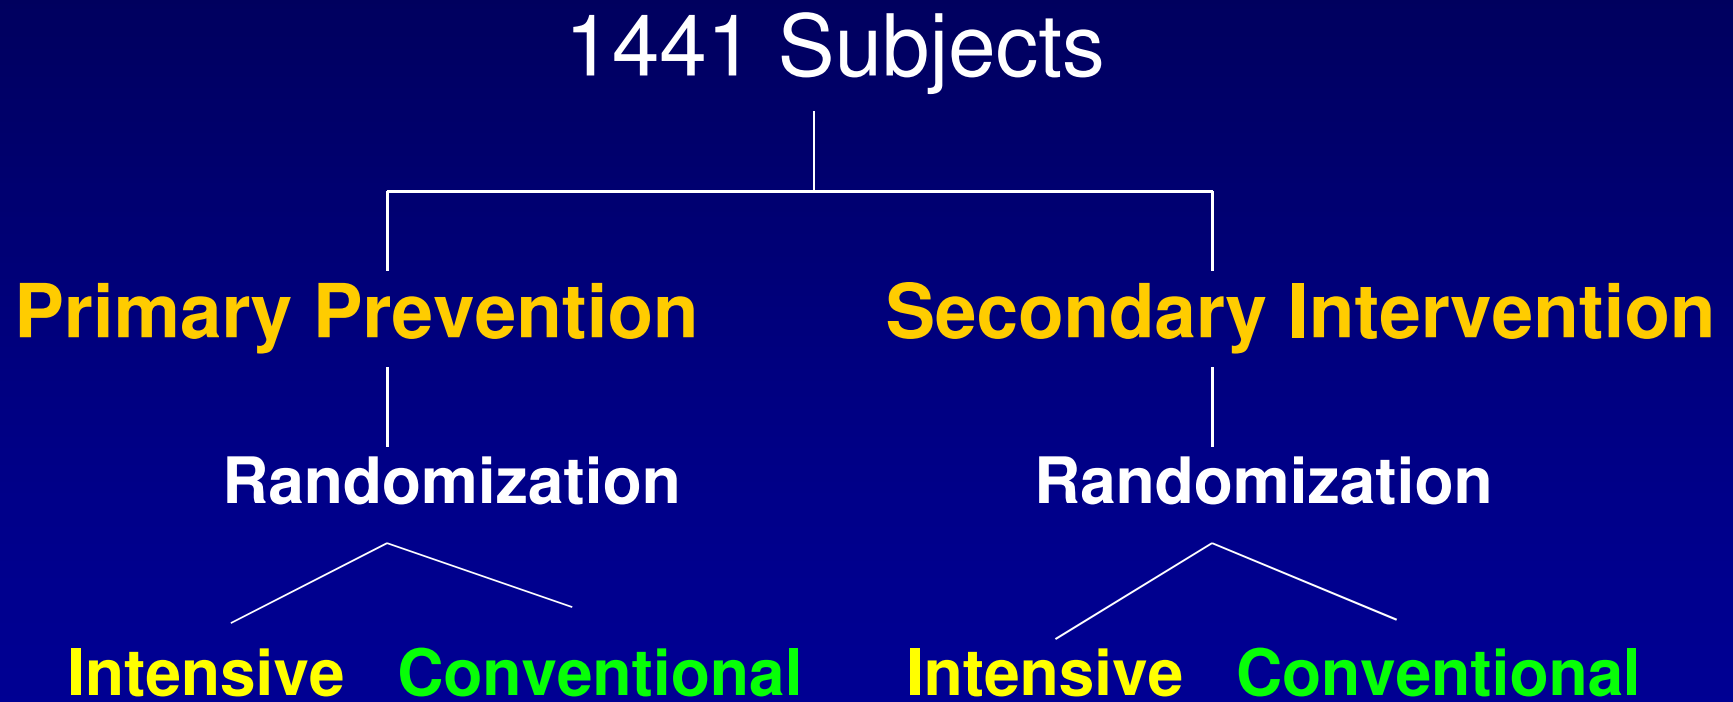 1441 Subjects
Primary Prevention
Secondary Intervention
Randomization
Randomization
Intensive
Conventional
Intensive
Conventional